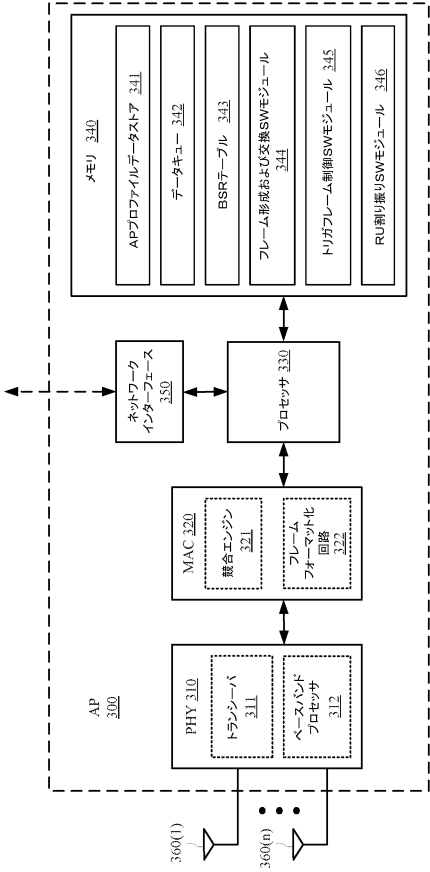 AP
300
360(1)
360(n)
PHY 310
トランシーバ
311
ベースバンド
プロセッサ
312
MAC 320
競合エンジン
321
フレーム
フォーマット化
回路
322
ネットワーク
インターフェース
350
プロセッサ 330
メモリ 340
APプロファイルデータストア 341
データキュー 342
BSRテーブル 343
フレーム形成および交換SWモジュール
344
トリガフレーム制御SWモジュール 345
RU割り振りSWモジュール 346